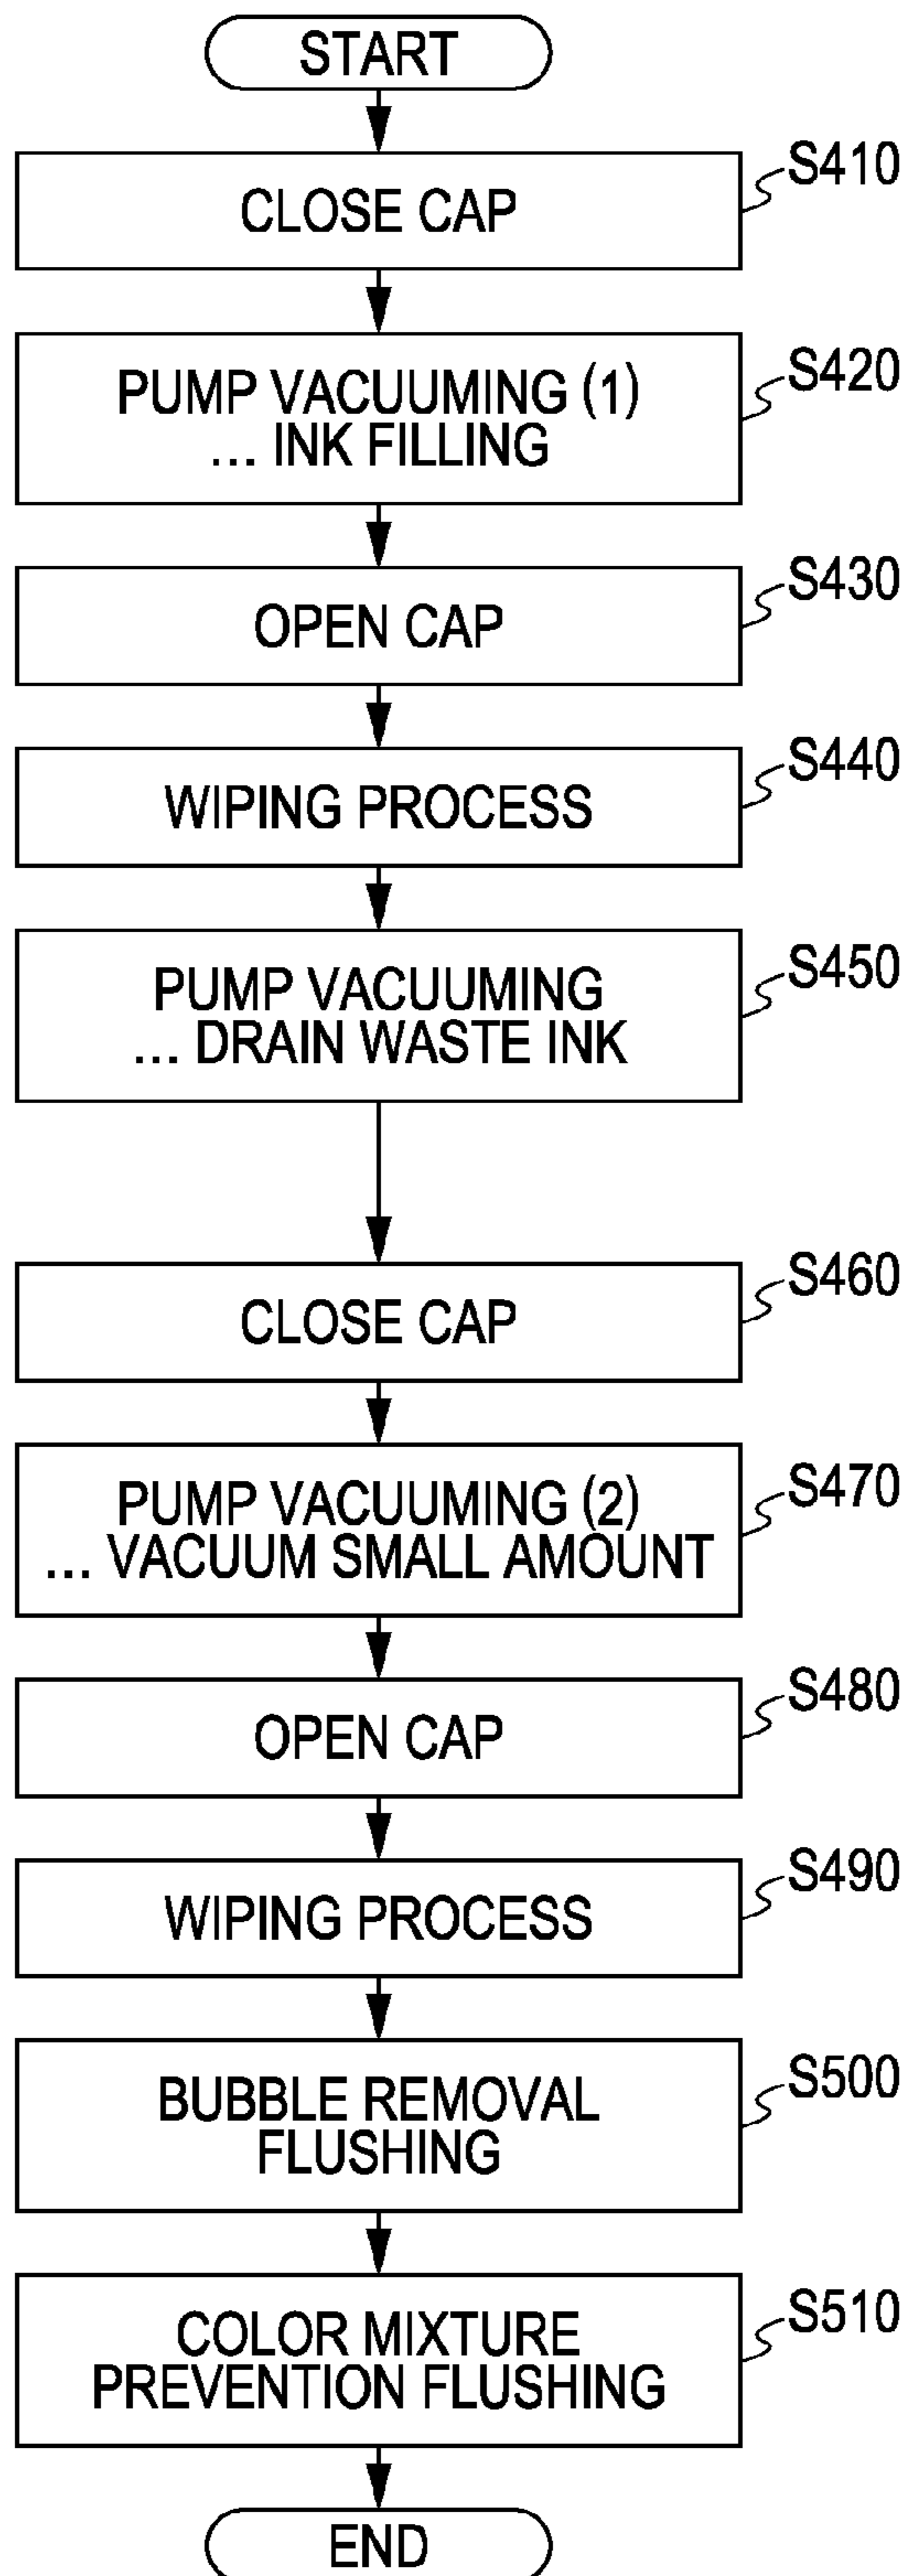 START
CLOSE CAP
S410
PUMP VACUUMING (1)
... INK FILLING
S420
OPEN CAP
S430
WIPING PROCESS
S440
PUMP VACUUMING
... DRAIN WASTE INK
S450
CLOSE CAP
S460
PUMP VACUUMING (2)
... VACUUM SMALL AMOUNT
S470
OPEN CAP
S480
WIPING PROCESS
S490
BUBBLE REMOVAL
FLUSHING
S500
COLOR MIXTURE
PREVENTION FLUSHING
S510
END